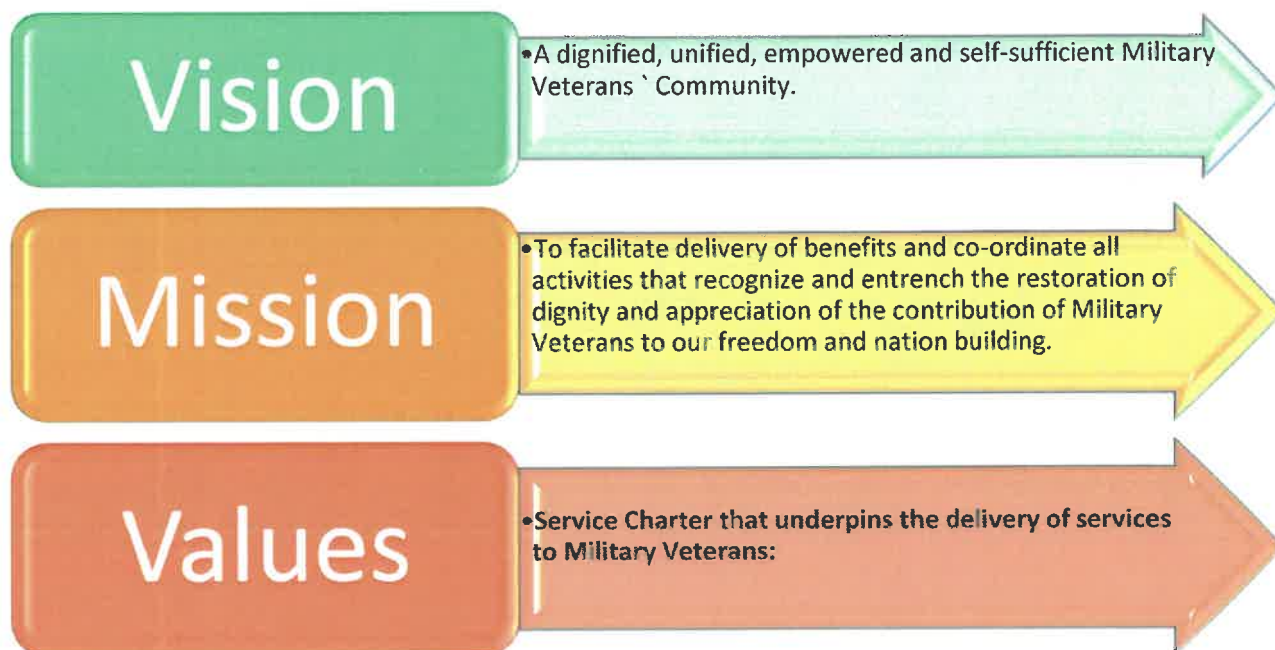 Vision
•A dignified, unified, empowered and self-sufficient Military
Veterans ` Community.
Mission
•To facilitate delivery of benefits and co-ordinate all
activities that recognize and entrench the restoration of
dignity and appreciation of the contribution of Military
Veterans to our freedom and nation building.
Values
•Service Charter that underpins the delivery of services
to Military Veterans: